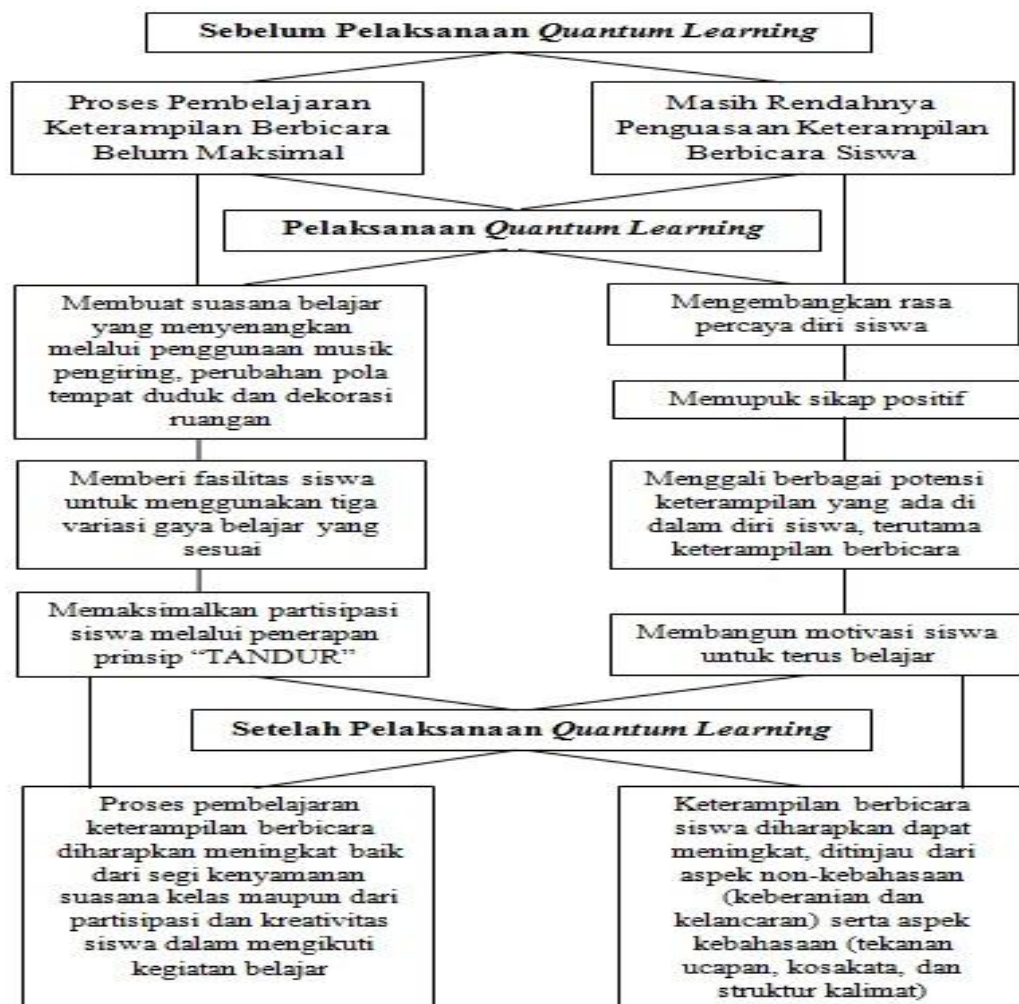 Sebelum Pelaksanaan Quantum Learning
Proses Pembelajaran
Keterampilan Berbicara
Belum Maksimal
Masih Rendahnya
Penguasaan Keterampilan
Berbicara Siswa
Pelaksanaan Quantum Learning
Membuat suasana belajar
yang menyenangkan
melalui penggunaan musik
pengiring, perubahan pola
tempat duduk dan dekorasi
ruangan
Mengembangkan rasa
percaya diri siswa
Memupuk sikap positif
Memberi fasilitas siswa
untuk menggunakan tiga
variasi gaya belajar yang
sesuai
Menggali berbagai potensi
keterampilan yang ada di
dalam diri siswa, terutama
keterampilan berbicara
Memaksimalkan partisipasi
siswa melalui penerapan
prinsip “TANDUR”
Membangun motivasi siswa
untuk terus belajar
Setelah Pelaksanaan Quantum Learning
Proses pembelajaran
keterampilan berbicara
diharapkan meningkat baik
dari segi kenyamanan
suasana kelas maupun dari
partisipasi dan kreativitas
siswa dalam mengikuti
kegiatan belajar
Keterampilan berbicara
siswa diharapkan dapat
meningkat, ditinjau dari
aspek non-kebahasaan
(keberanian dan
kelancaran) serta aspek
kebahasaan (tekanan
ucapan, kosakata, dan
struktur kalimat)